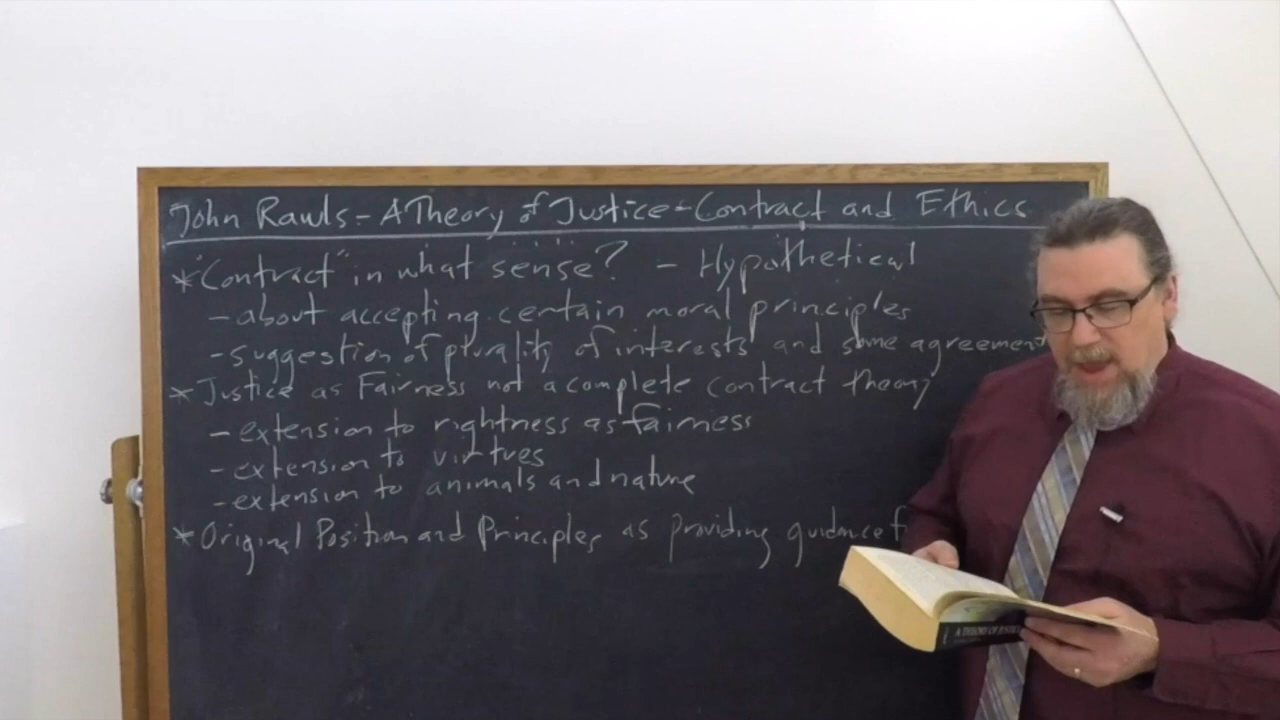 John Rawls - A Theory of Justice - Contract and Ethics
* "Contract" in what sense? - Hypothetical
- about accepting certain moral principles
- suggestion of plurality of interests and some agreement
* Justice as Fairness not a complete contract theory
- extension to rightness as fairness
- extension to virtues
- extension to animals and nature
* Original Position and Principles as providing guidance f
A THEORY OF JUSTICE